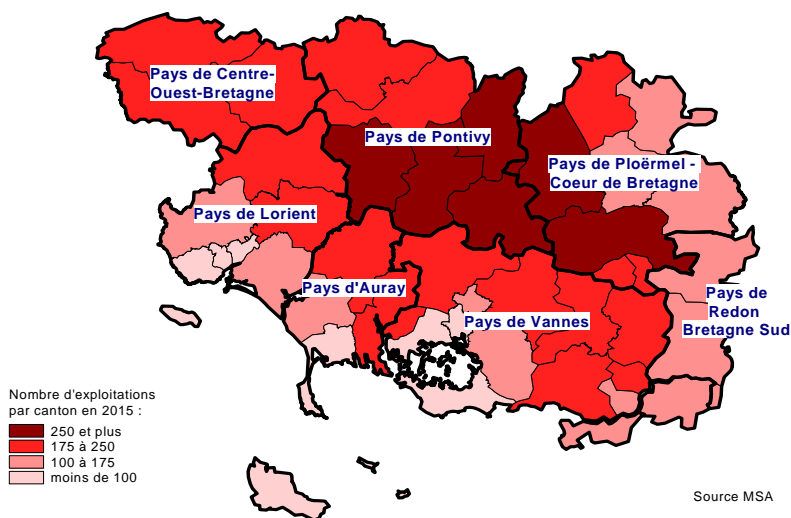 Pays de Centre-
Ouest-Bretagne
Pays de Pontivy
Pays de Ploërmel -
Coeur de Bretagne
Pays de Lorient
Pays d'Auray
Pays de Vannes
Pays de
Redon
Bretagne Sud
Nombre d'exploitations
par canton en 2015 :
250 et plus
175 à 250
100 à 175
moins de 100
Source MSA